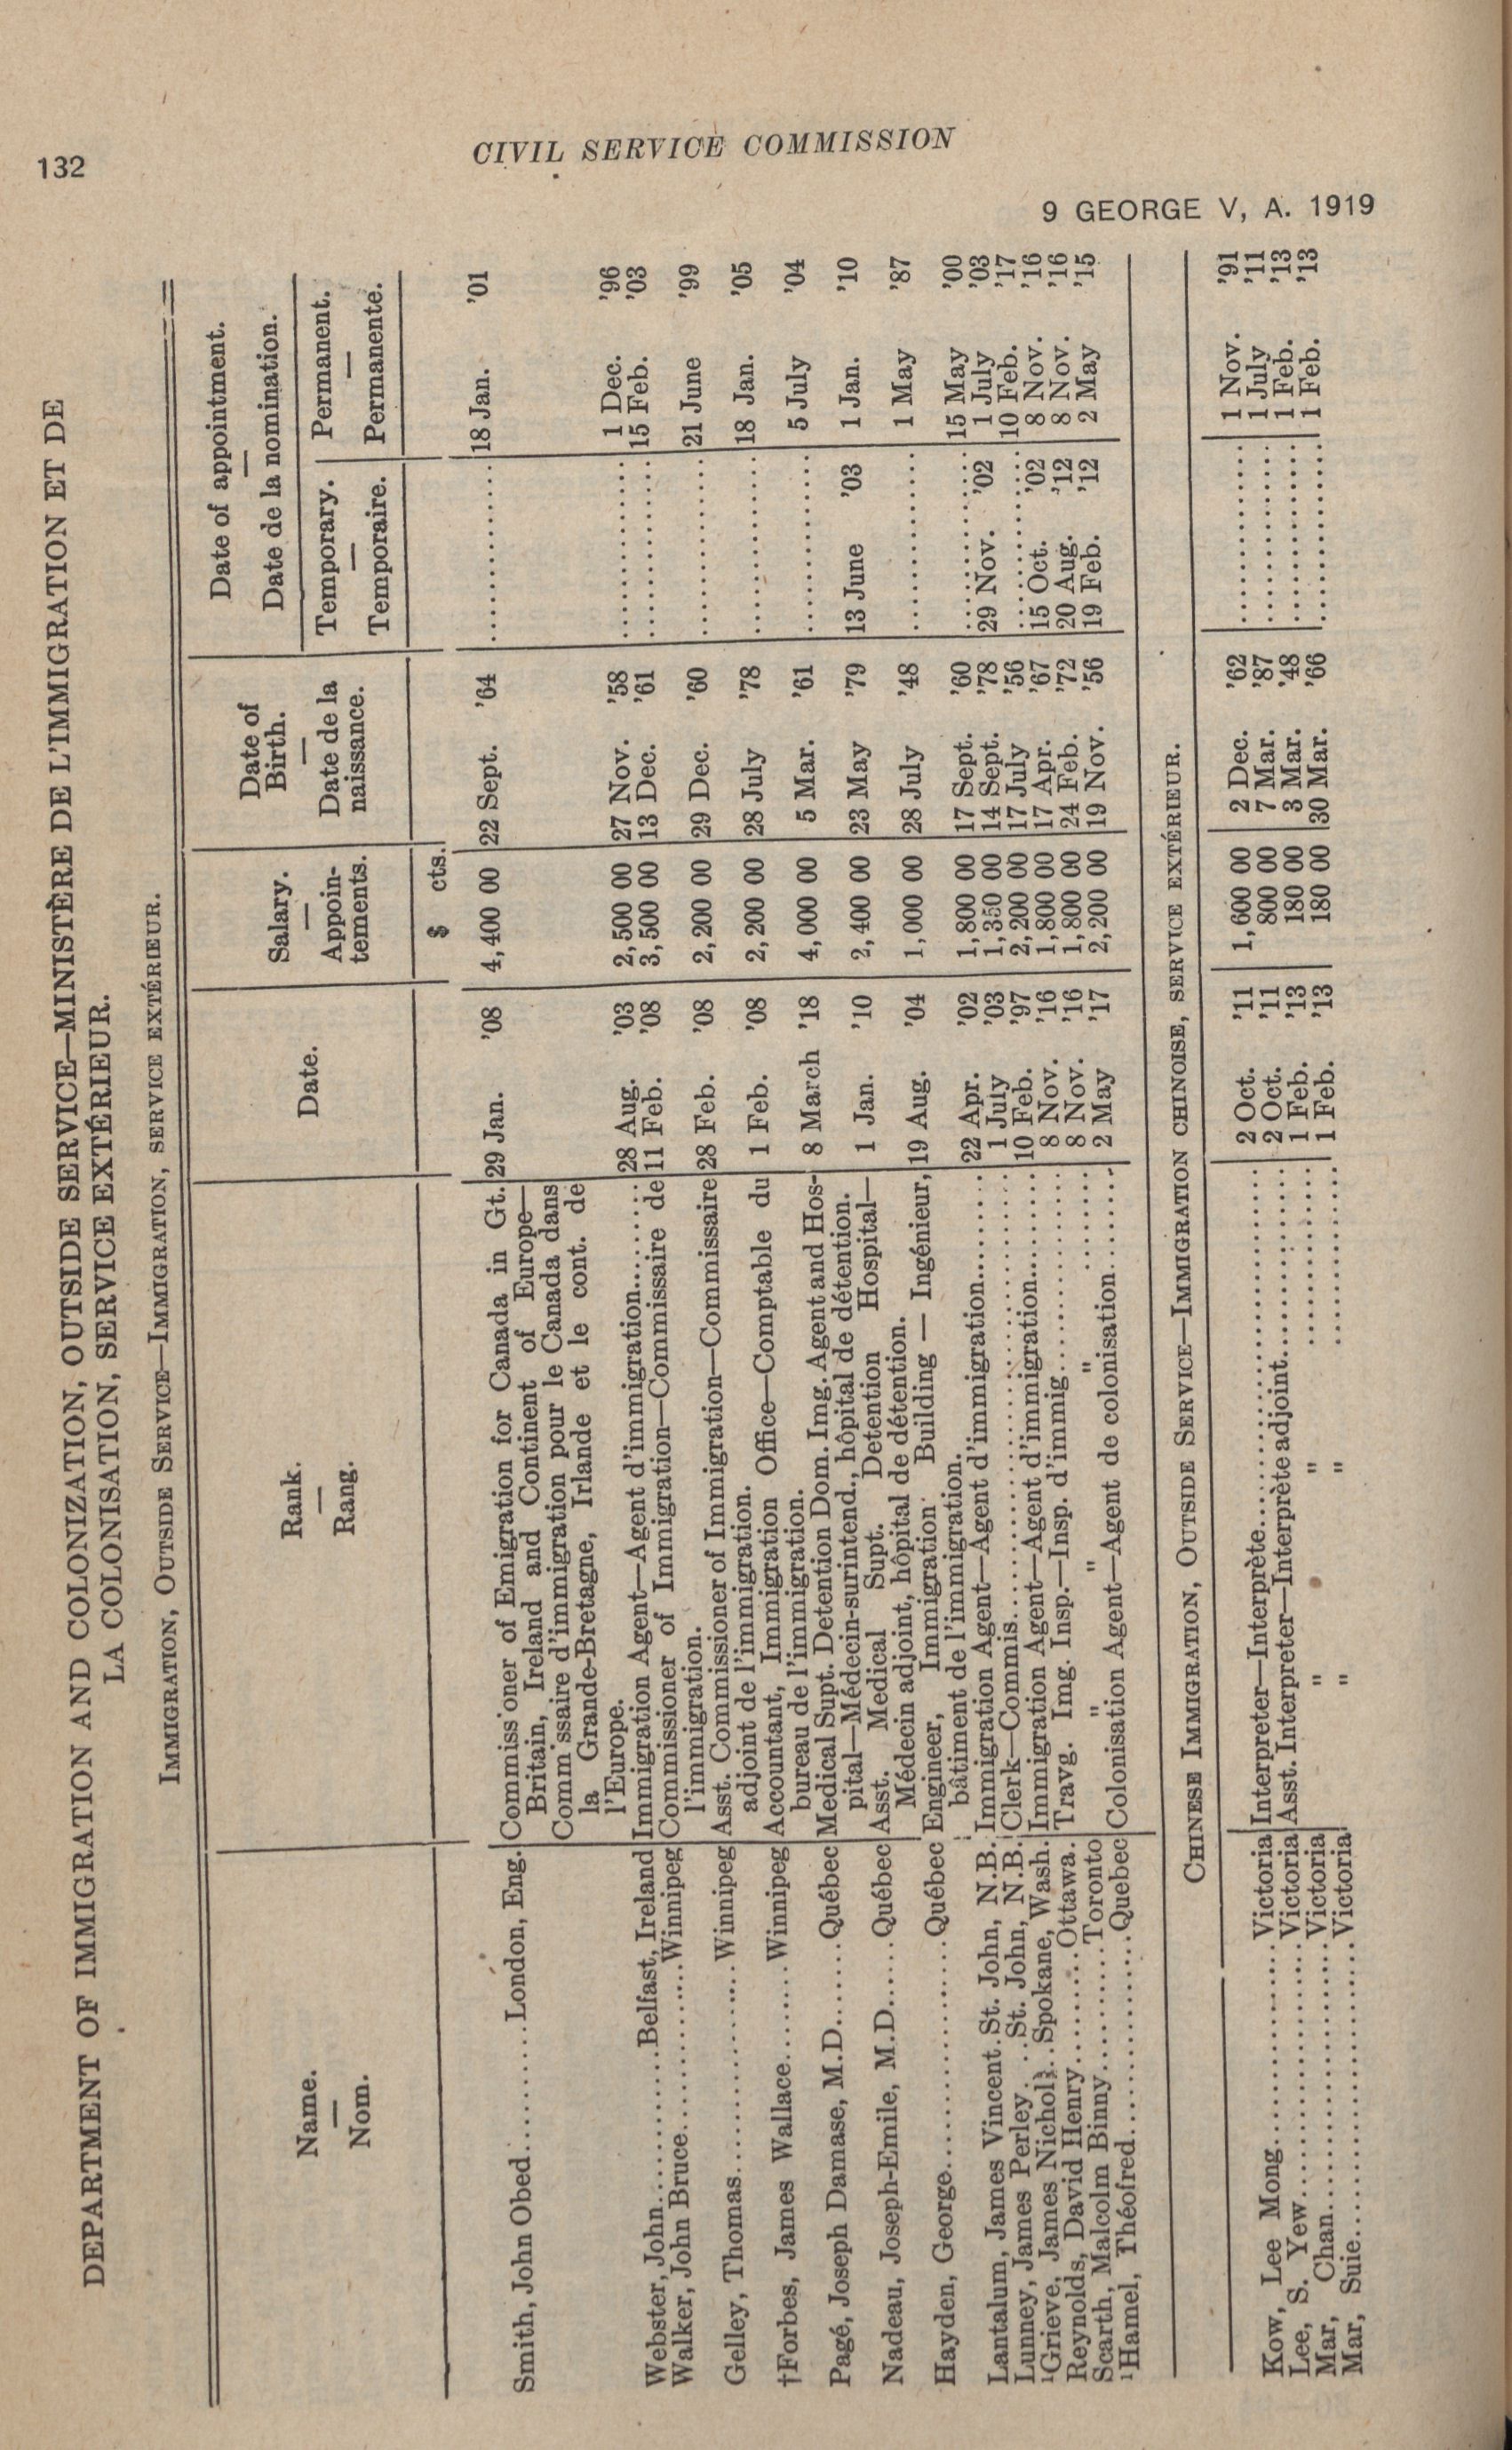 132
CIVIL SERVICE COMMISSION
9 GEORGE V, A. 1919
DEPARTMENT OF IMMIGRATION AND COLONIZATION, OUTSIDE SERVICE—MINISTÈRE DE L'IMMIGRATION ET DE
LA COLONISATION, SERVICE EXTÉRIEUR.
IMMIGRATION, OUTSIDE SERVICE—IMMIGRATION, SERVICE EXTÉRIEUR.
Name. — Nom. | Rank. — Rang. | Date. | Salary. — Appoin-tements. | Date of Birth. — Date de la naissance. | Date of appointment. — Date de la nomination.
Temporary. — Temporaire. | Permanent. — Permanente.
$ cts.
Smith, John Obed.........London, Eng. | Commiss'oner of Emigration for Canada in Gt. | 29 Jan. '08 | 4,400 00 | 22 Sept. '64 | ............ | 18 Jan. '01
Britain, Ireland and Continent of Europe—
Comm'ssaire d'immigration pour le Canada dans
la Grande-Bretagne, Irlande et le cont. de
l'Europe.
Webster, John............Belfast, Ireland | Immigration Agent—Agent d'immigration....... | 28 Aug. '03 | 2,500 00 | 27 Nov. '58 | ............ | 1 Dec. '96
Walker, John Bruce............Winnipeg | Commissioner of Immigration—Commissaire de | 11 Feb. '08 | 3,500 00 | 13 Dec. '61 | ............ | 15 Feb. '03
l'immigration.
Gelley, Thomas............Winnipeg | Asst. Commissioner of Immigration—Commissaire | 28 Feb. '08 | 2,200 00 | 29 Dec. '60 | ............ | 21 June '99
adjoint de l'immigration.
†Forbes, James Wallace........Winnipeg | Accountant, Immigration Office—Comptable du | 1 Feb. '08 | 2,200 00 | 28 July '78 | ............ | 18 Jan. '05
bureau de l'immigration.
Pagé, Joseph Damase, M.D.......Québec | Medical Supt. Detention Dom. Img. Agent and Hos- | 8 March '18 | 4,000 00 | 5 Mar. '61 | ............ | 5 July '04
pital—Médecin-surintend., hôpital de détention.
Nadeau, Joseph-Emile, M.D......Québec | Asst. Medical Supt. Detention Hospital— | 1 Jan. '10 | 2,400 00 | 23 May '79 | 13 June '03 | 1 Jan. '10
Médecin adjoint, hôpital de détention.
Hayden, George............Québec | Engineer, Immigration Building — Ingénieur, | 19 Aug. '04 | 1,000 00 | 28 July '48 | ............ | 1 May '87
bâtiment de l'immigration.
Lantalum, James Vincent. St. John, N.B. | Immigration Agent—Agent d'immigration......... | 22 Apr. '02 | 1,800 00 | 17 Sept. '60 | ............ | 15 May '00
Lunney, James Perley. ..St. John, N.B. | Clerk—Commis............ | 1 July '03 | 1,350 00 | 14 Sept. '78 | 29 Nov. '02 | 1 July '03
¹Grieve, James Nichol}..Spokane, Wash. | Immigration Agent—Agent d'immigration......... | 10 Feb. '97 | 2,200 00 | 17 July '56 | ............ | 10 Feb. '17
Reynolds, David Henry.........Ottawa. | Travg. Img. Insp.—Insp. d'immig............ | 8 Nov. '16 | 1,800 00 | 17 Apr. '67 | 15 Oct. '02 | 8 Nov. '16
Scarth, Malcolm Binny.........Toronto | " " " ....... | 8 Nov. '16 | 1,800 00 | 24 Feb. '72 | 20 Aug. '12 | 8 Nov. '16
¹Hamel, Théofred............Quebec | Colonisation Agent—Agent de colonisation....... | 2 May '17 | 2,200 00 | 19 Nov. '56 | 19 Feb. '12 | 2 May '15
CHINESE IMMIGRATION, OUTSIDE SERVICE—IMMIGRATION CHINOISE, SERVICE EXTÉRIEUR.
Kow, Lee Mong............Victoria | Interpreter—Interprète............ | 2 Oct. '11 | 1,600 00 | 2 Dec. '62 | ............ | 1 Nov. '91
Lee, S. Yew............Victoria | Asst. Interpreter—Interprète adjoint............ | 2 Oct. '11 | 800 00 | 7 Mar. '87 | ............ | 1 July '11
Mar, Chan............Victoria | " " ............ | 1 Feb. '13 | 180 00 | 3 Mar. '48 | ............ | 1 Feb. '13
Mar, Suie............Victoria | " " ............ | 1 Feb. '13 | 180 00 | 30 Mar. '66 | ............ | 1 Feb. '13